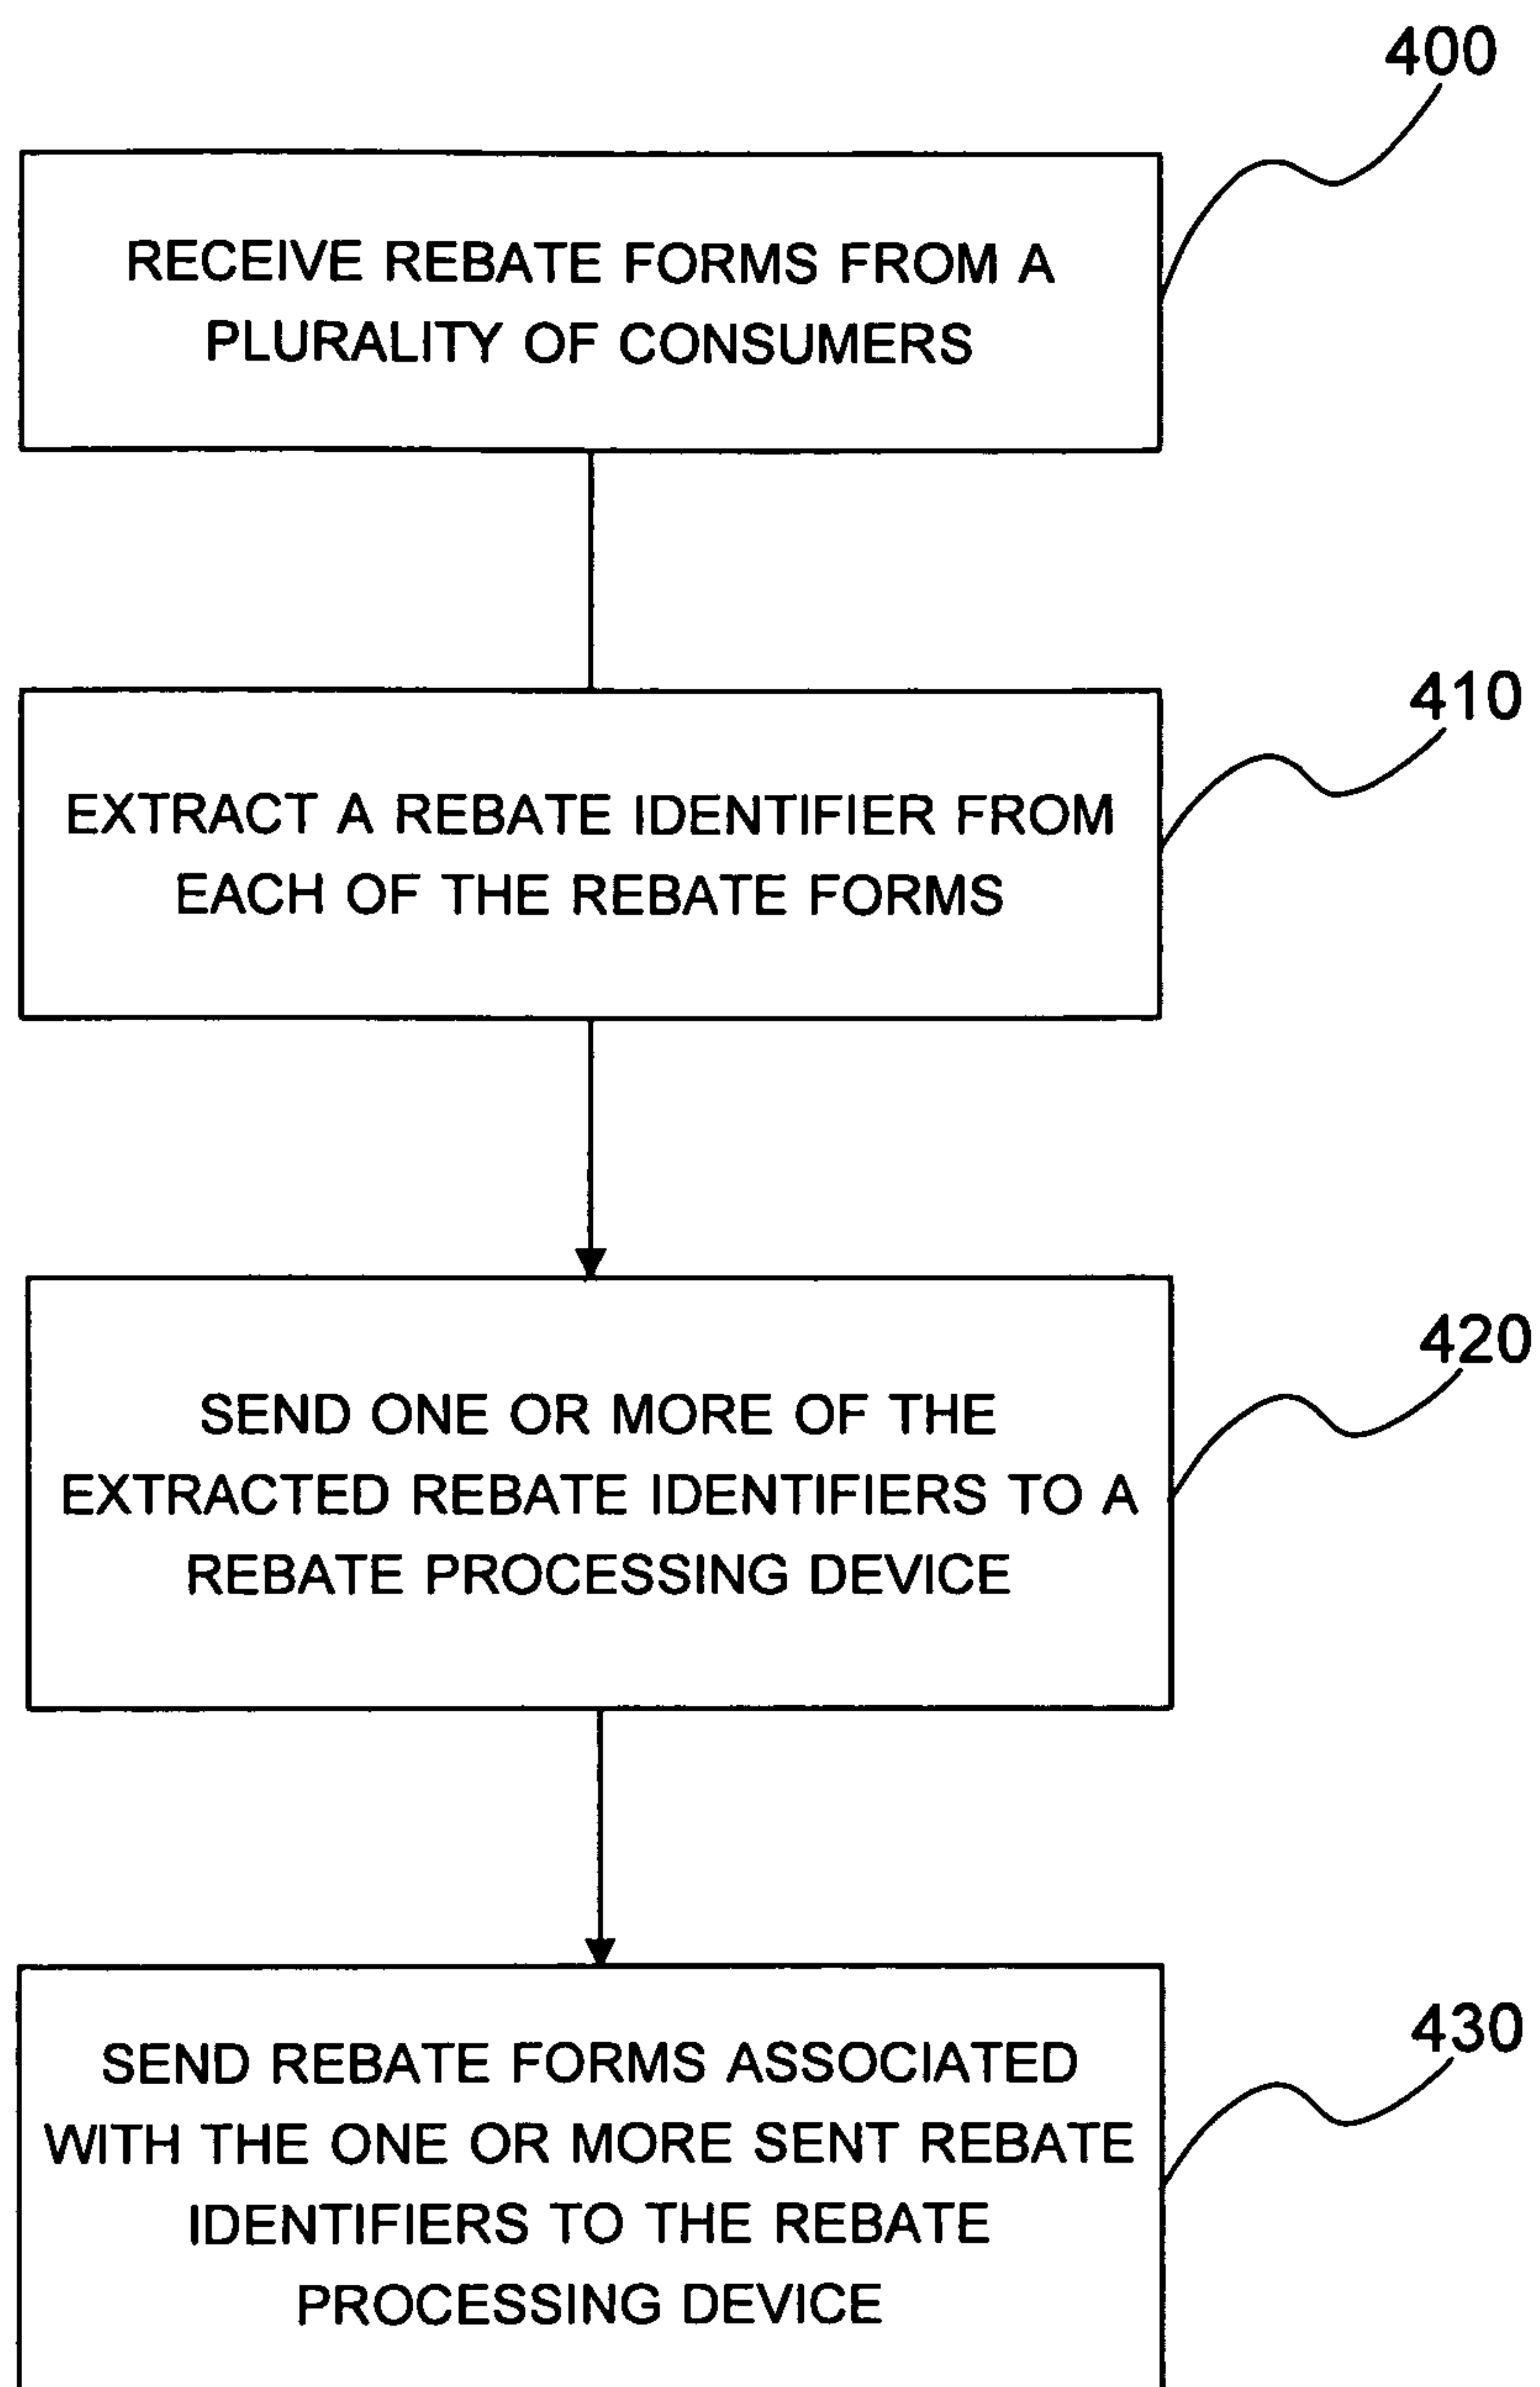 400
RECEIVE REBATE FORMS FROM A
PLURALITY OF CONSUMERS
410
EXTRACT A REBATE IDENTIFIER FROM
EACH OF THE REBATE FORMS
420
SEND ONE OR MORE OF THE
EXTRACTED REBATE IDENTIFIERS TO A
REBATE PROCESSING DEVICE
430
SEND REBATE FORMS ASSOCIATED
WITH THE ONE OR MORE SENT REBATE
IDENTIFIERS TO THE REBATE
PROCESSING DEVICE